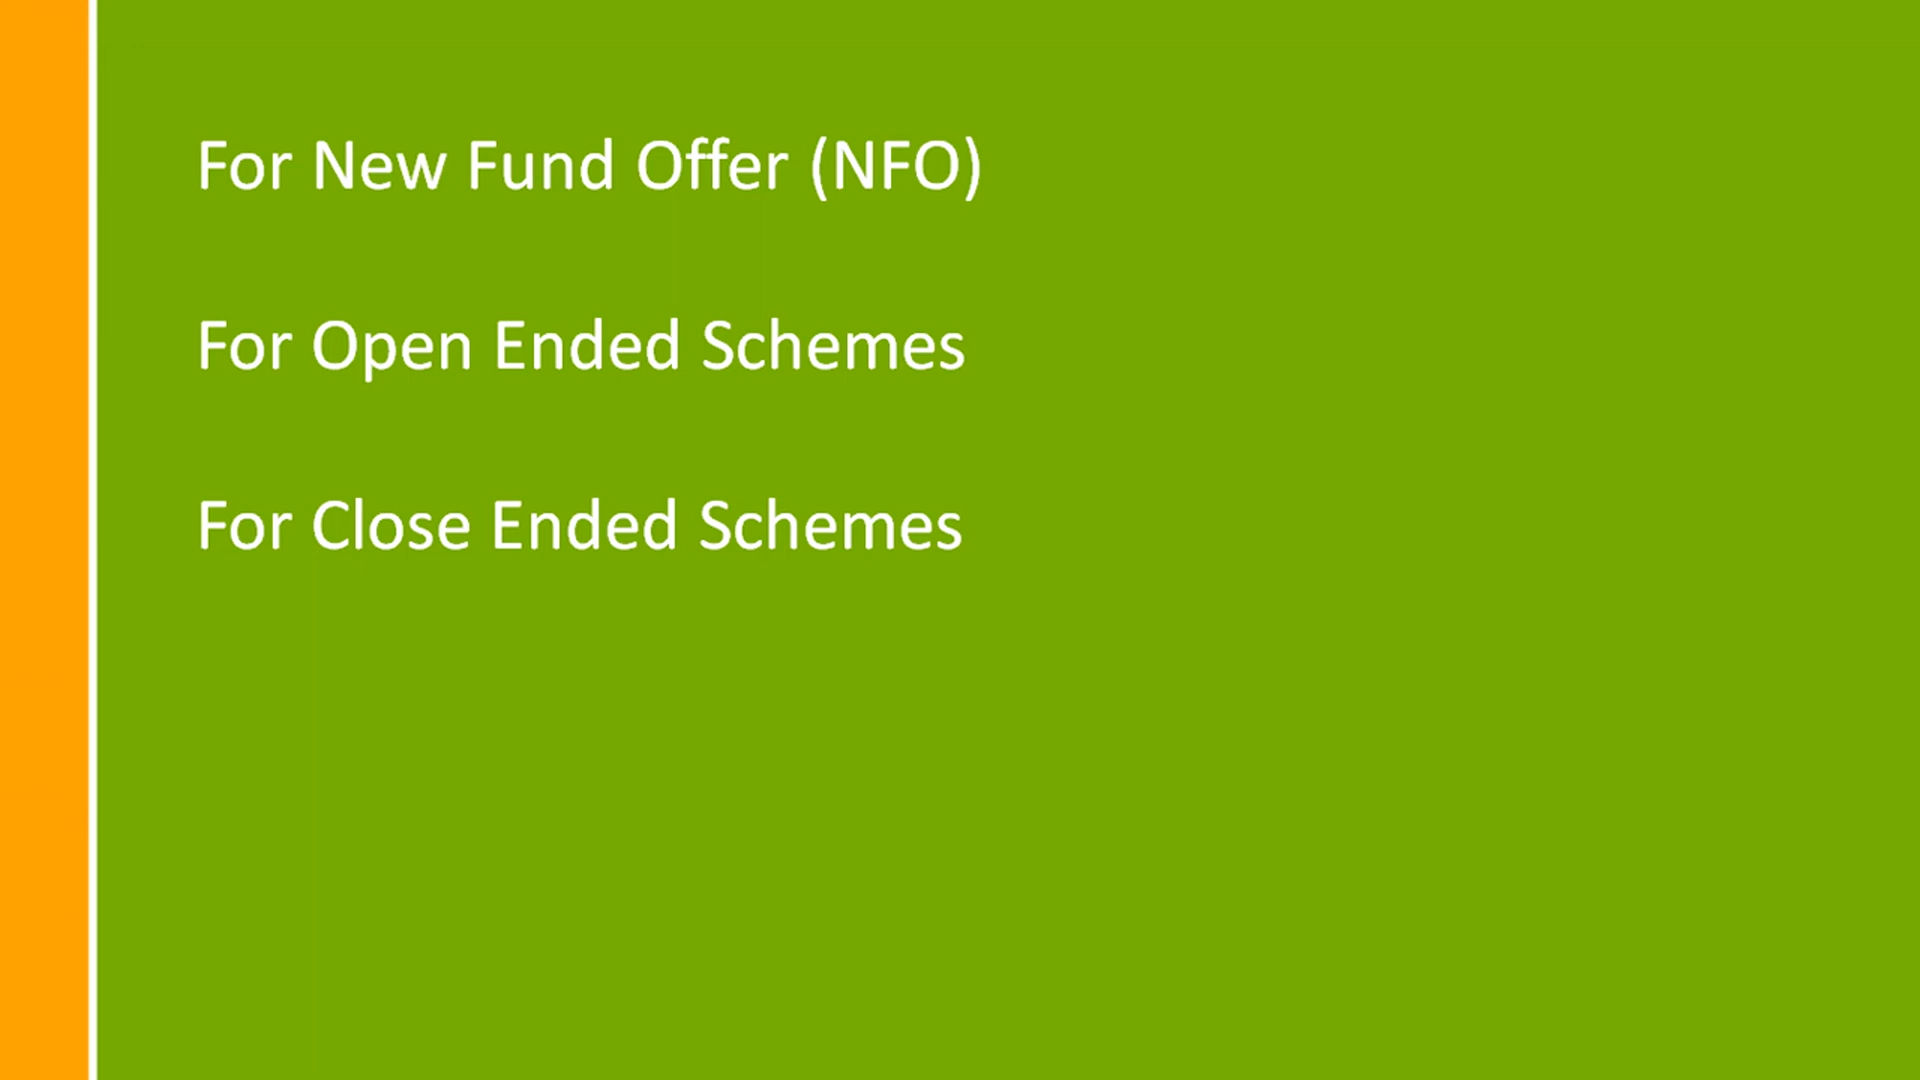 For New Fund Offer (NFO)
For Open Ended Schemes
For Close Ended Schemes